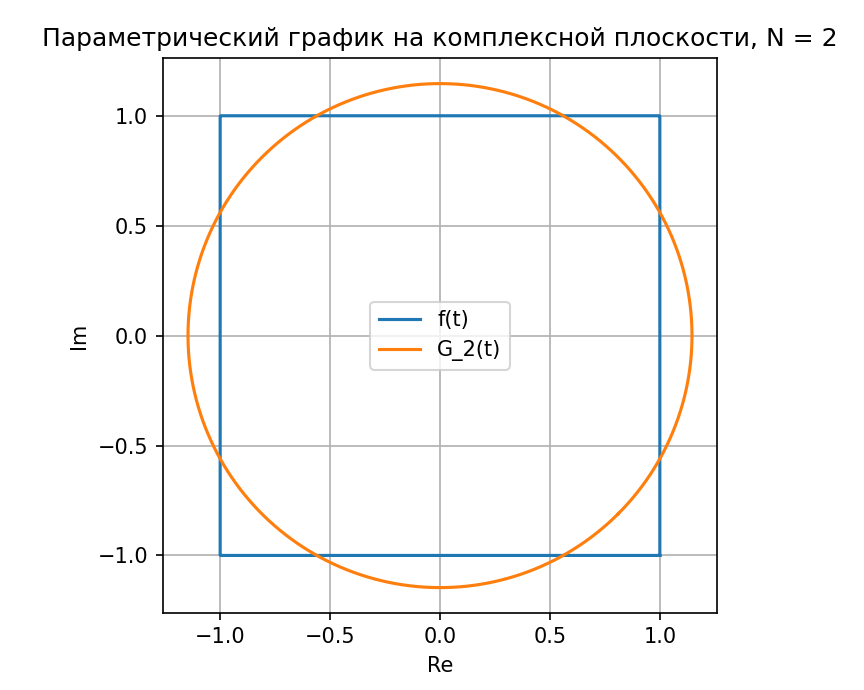 Параметрический график на комплексной плоскости, N = 2
1.0
0.5
0.0
−0.5
−1.0
Im
f(t)
G_2(t)
−1.0 −0.5 0.0 0.5 1.0
Re